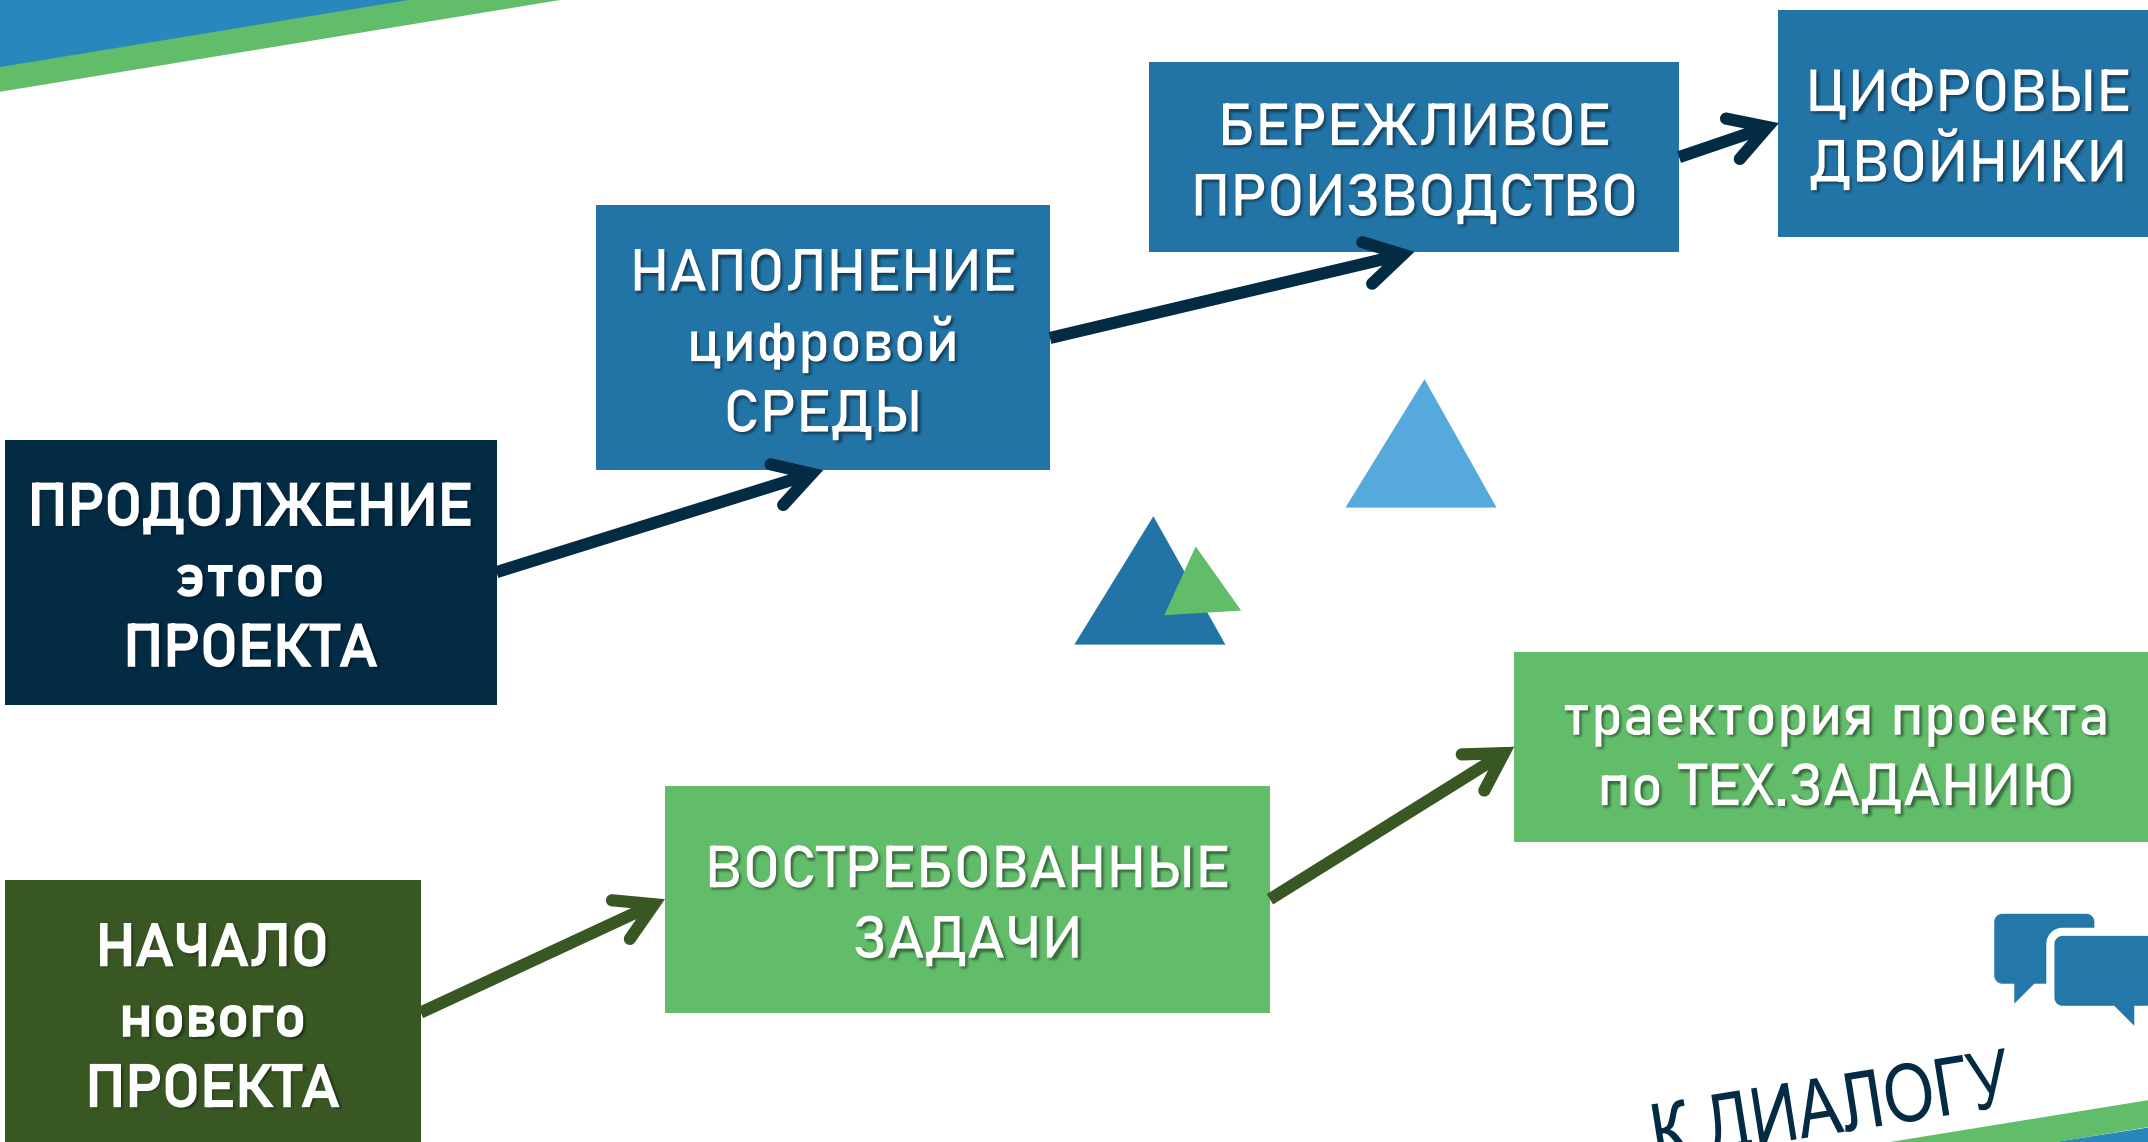 ЦИФРОВЫЕ
ДВОЙНИКИ
БЕРЕЖЛИВОЕ
ПРОИЗВОДСТВО
НАПОЛНЕНИЕ
цифровой
СРЕДЫ
ПРОДОЛЖЕНИЕ
этого
ПРОЕКТА
траектория проекта
по ТЕХ.ЗАДАНИЮ
ВОСТРЕБОВАННЫЕ
ЗАДАЧИ
НАЧАЛО
нового
ПРОЕКТА
К ДИАЛОГУ